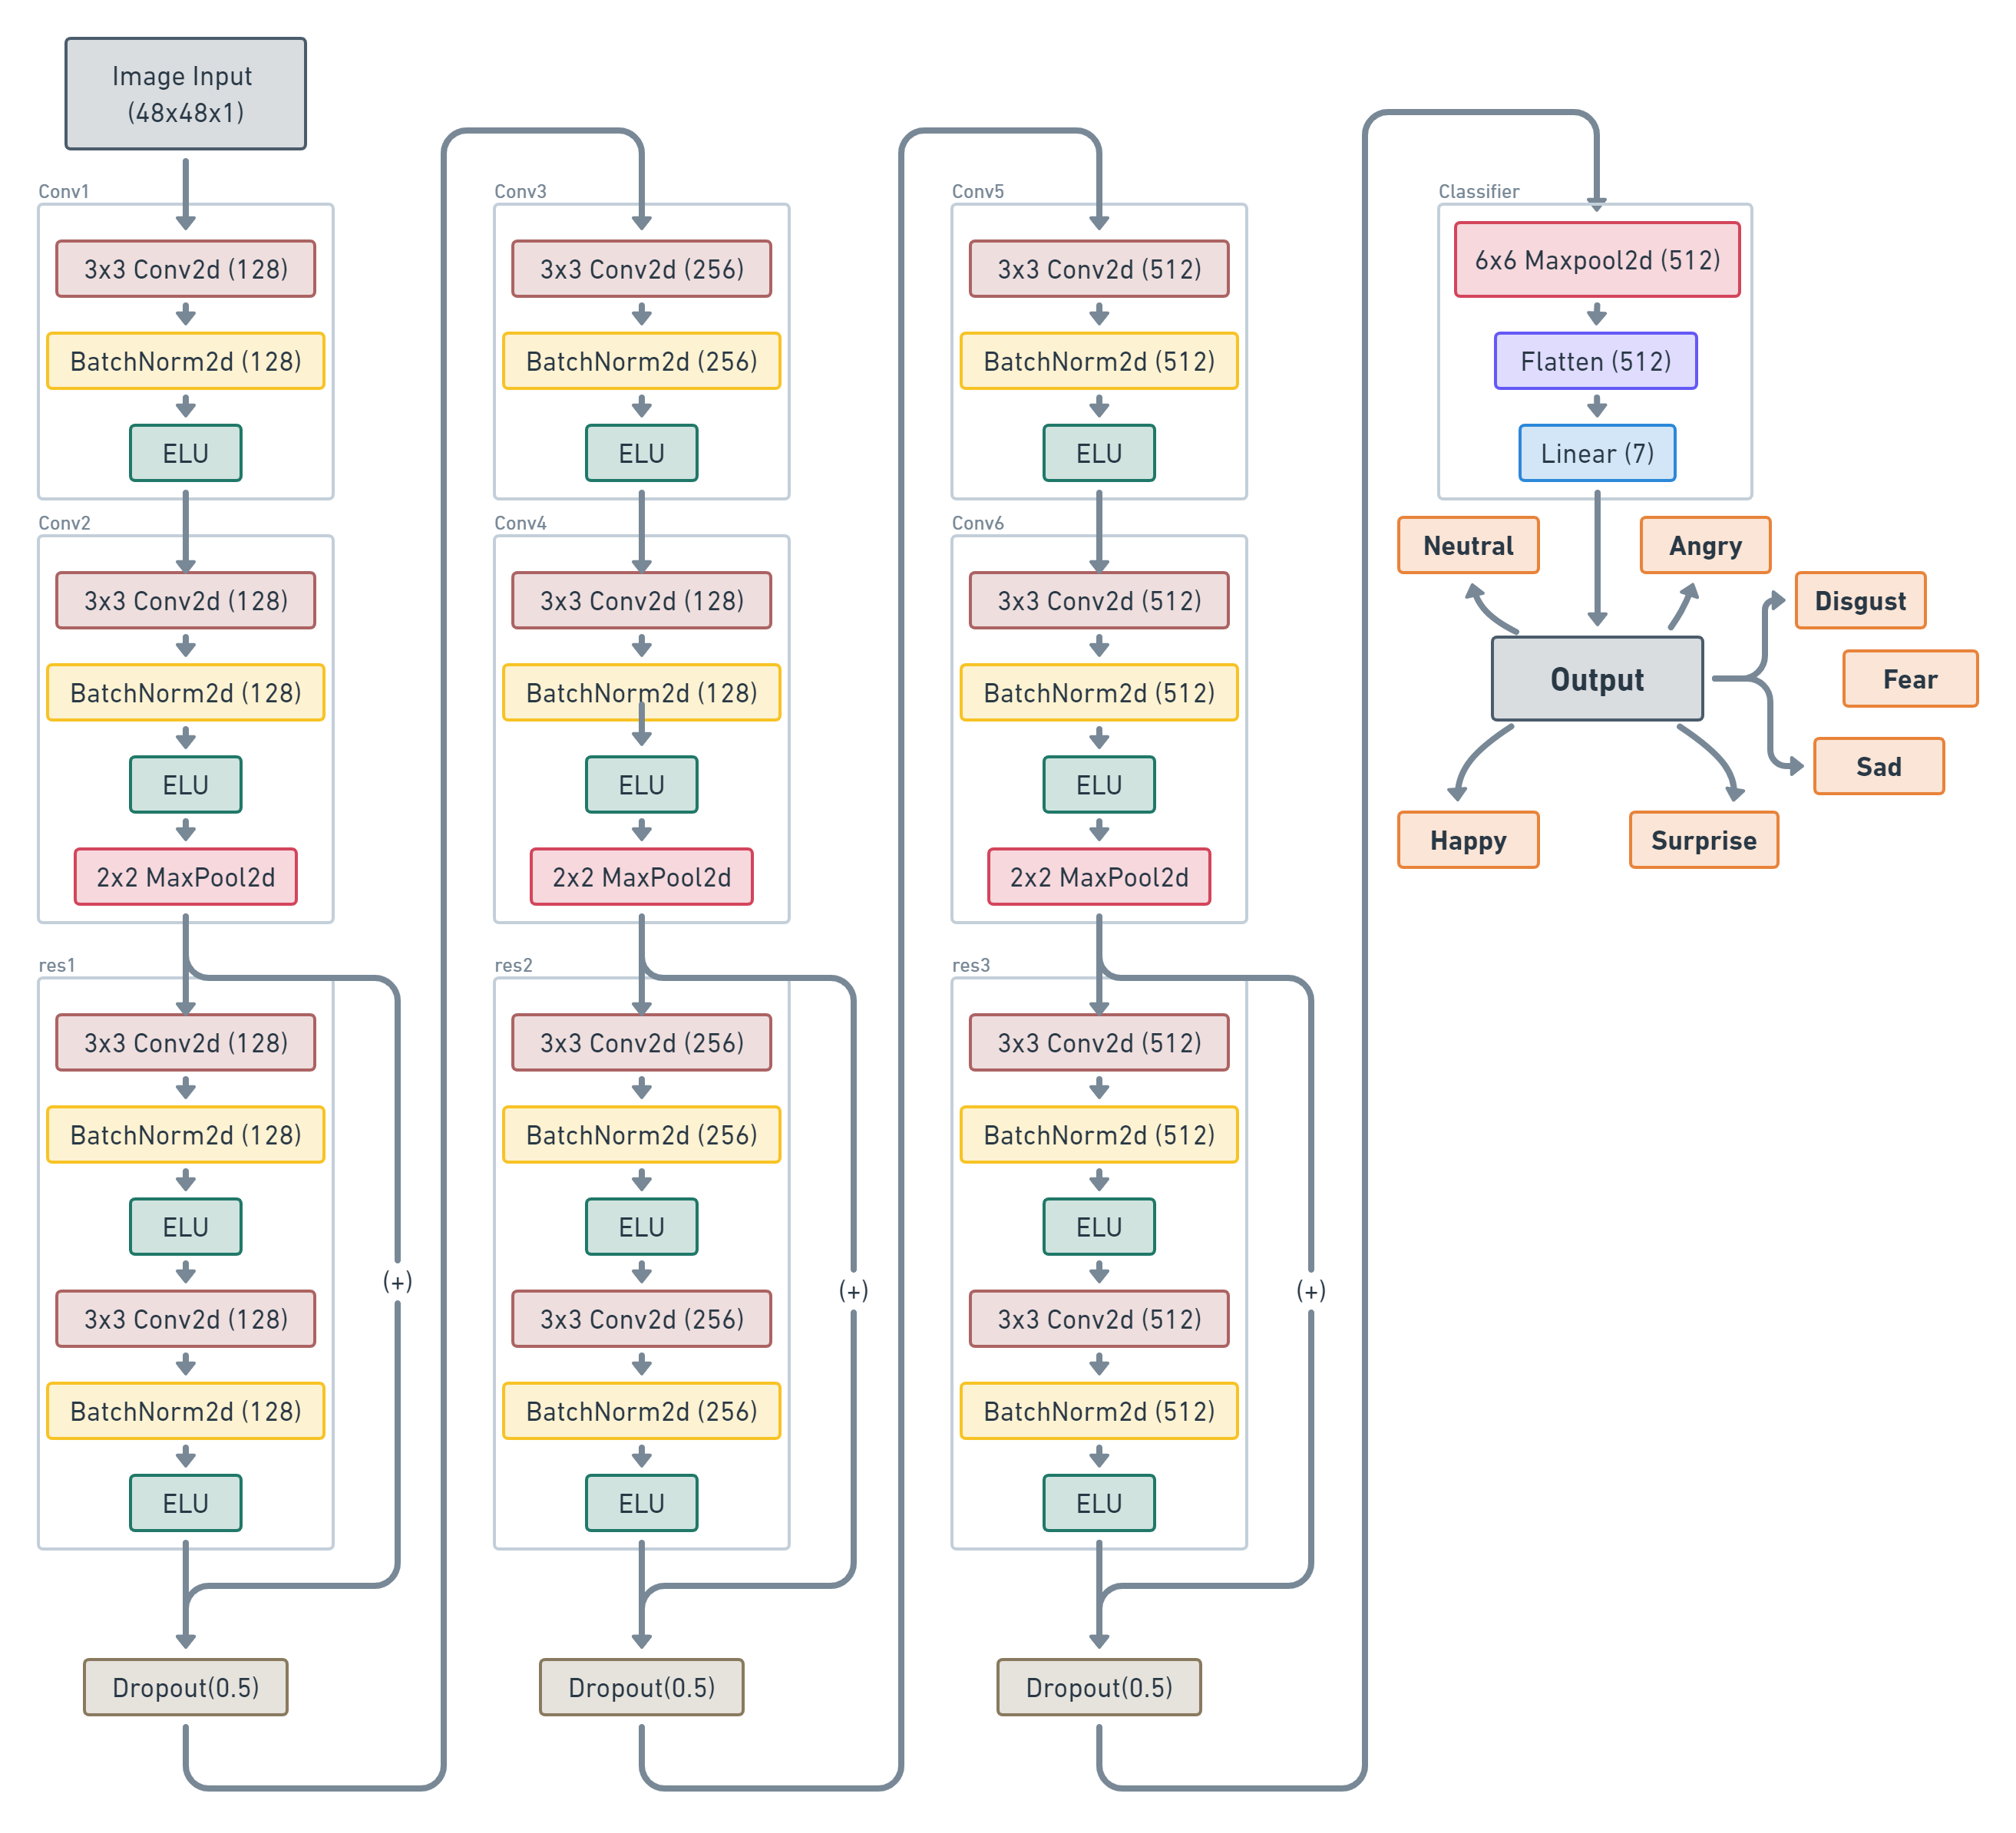 Image Input
(48x48x1)
Conv1
3x3 Conv2d (128)
BatchNorm2d (128)
ELU
Conv2
3x3 Conv2d (128)
BatchNorm2d (128)
ELU
2x2 MaxPool2d
res1
3x3 Conv2d (128)
BatchNorm2d (128)
ELU
(+)
3x3 Conv2d (128)
BatchNorm2d (128)
ELU
Dropout(0.5)
Conv3
3x3 Conv2d (256)
BatchNorm2d (256)
ELU
Conv4
3x3 Conv2d (128)
BatchNorm2d (128)
ELU
2x2 MaxPool2d
res2
3x3 Conv2d (256)
BatchNorm2d (256)
ELU
(+)
3x3 Conv2d (256)
BatchNorm2d (256)
ELU
Dropout(0.5)
Conv5
3x3 Conv2d (512)
BatchNorm2d (512)
ELU
Conv6
3x3 Conv2d (512)
BatchNorm2d (512)
ELU
2x2 MaxPool2d
res3
3x3 Conv2d (512)
BatchNorm2d (512)
ELU
(+)
3x3 Conv2d (512)
BatchNorm2d (512)
ELU
Dropout(0.5)
Classifier
6x6 Maxpool2d (512)
Flatten (512)
Linear (7)
Neutral
Angry
Disgust
Output
Fear
Sad
Happy
Surprise